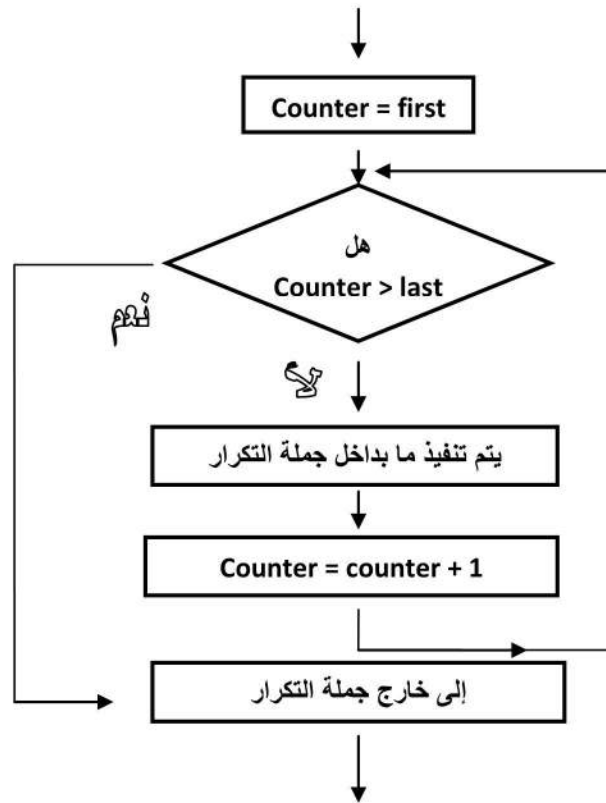 Counter = first
هل
Counter > last
نعم
لا
يتم تنفيذ ما بداخل جملة التكرار
Counter = counter + 1
إلى خارج جملة التكرار